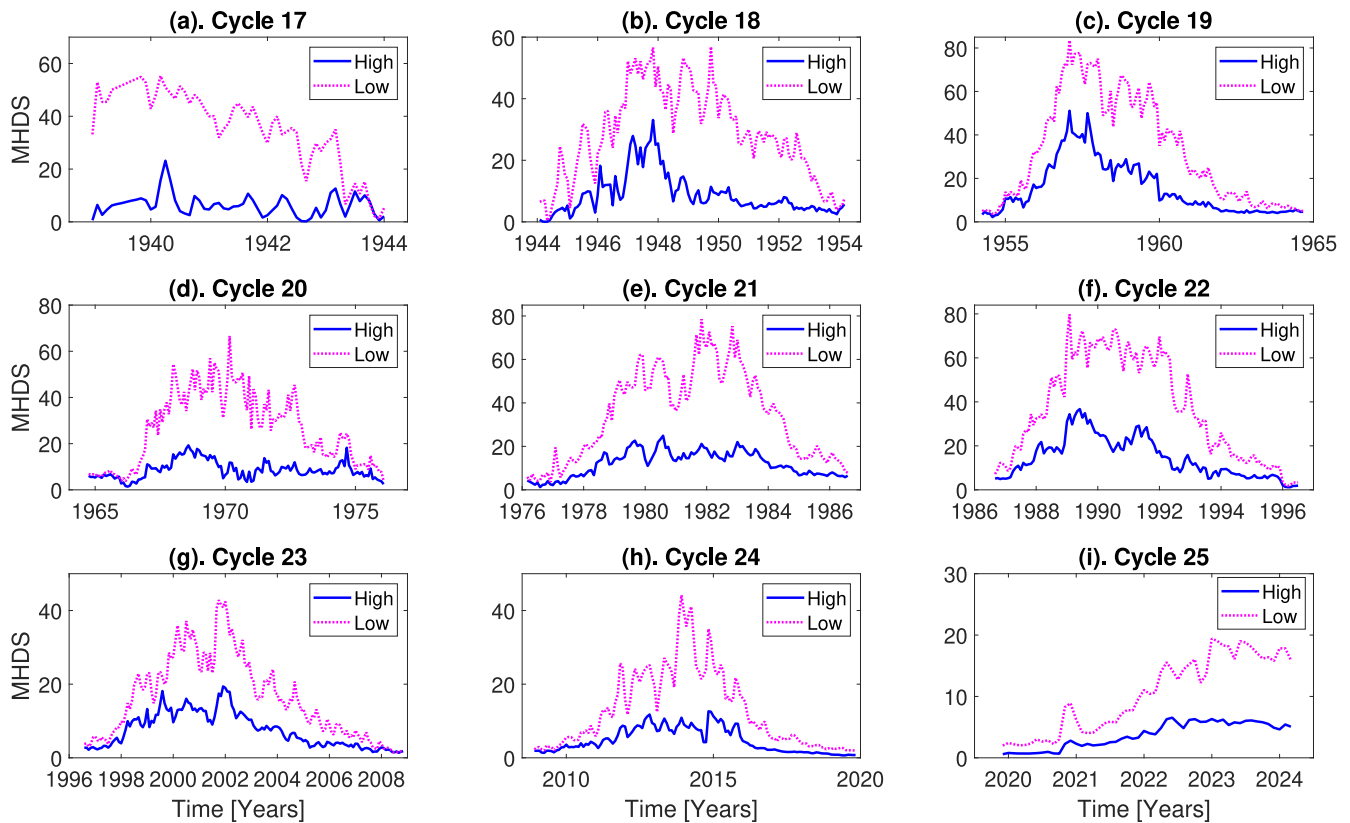 (a). Cycle 17
MHDS
60
40
20
0
1940
1942
1944
High
Low
(b). Cycle 18
60
40
20
0
1944
1946
1948
1950
1952
1954
High
Low
(c). Cycle 19
80
60
40
20
0
1955
1960
1965
High
Low
(d). Cycle 20
MHDS
80
60
40
20
0
1965
1970
1975
High
Low
(e). Cycle 21
80
60
40
20
0
1976
1978
1980
1982
1984
1986
High
Low
(f). Cycle 22
80
60
40
20
0
1986
1988
1990
1992
1994
1996
High
Low
(g). Cycle 23
MHDS
40
20
0
1996
1998
2000
2002
2004
2006
2008
Time [Years]
High
Low
(h). Cycle 24
40
20
0
2010
2015
2020
Time [Years]
High
Low
(i). Cycle 25
30
20
10
0
2020
2021
2022
2023
2024
Time [Years]
High
Low